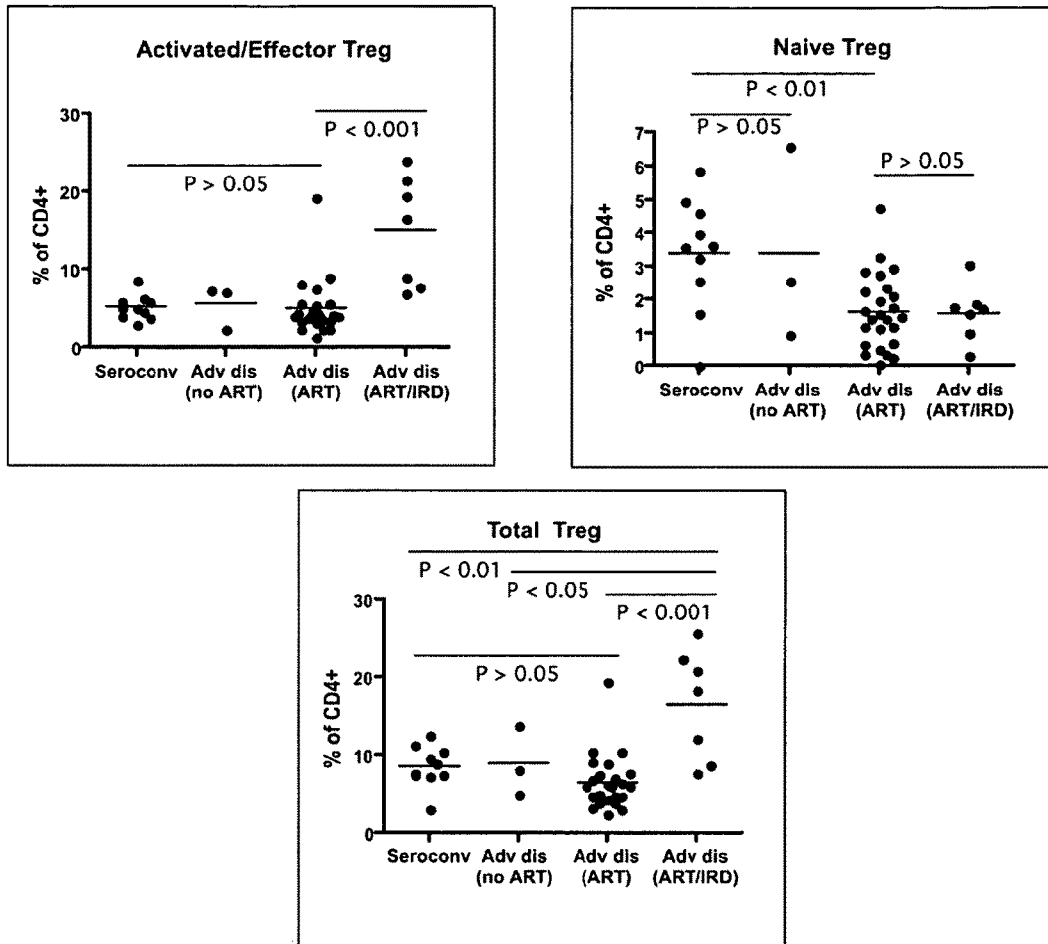 Activated/Effector Treg
30
20
10
0
% of CD4+
P < 0.001
P > 0.05
Seroconv
Adv dis
(no ART)
Adv dis
(ART)
Adv dis
(ART/IRD)
Naive Treg
P < 0.01
P > 0.05
P > 0.05
7
6
5
4
3
2
1
0
% of CD4+
Seroconv
Adv dis
(no ART)
Adv dis
(ART)
Adv dis
(ART/IRD)
Total Treg
P < 0.01
P < 0.05
P < 0.001
P > 0.05
30
20
10
0
% of CD4+
Seroconv
Adv dis
(no ART)
Adv dis
(ART)
Adv dis
(ART/IRD)